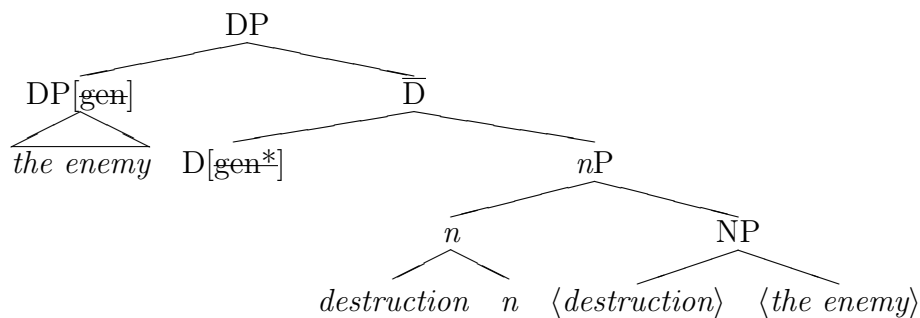 DP
DP[gen] D̅
the enemy D[gen*] nP
n NP
destruction n ⟨destruction⟩ ⟨the enemy⟩